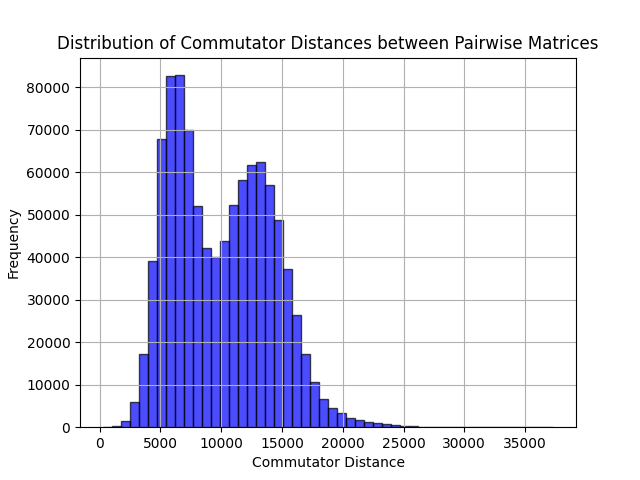 Distribution of Commutator Distances between Pairwise Matrices
80000
70000
60000
50000
40000
30000
20000
10000
0
Frequency
0 5000 10000 15000 20000 25000 30000 35000
Commutator Distance